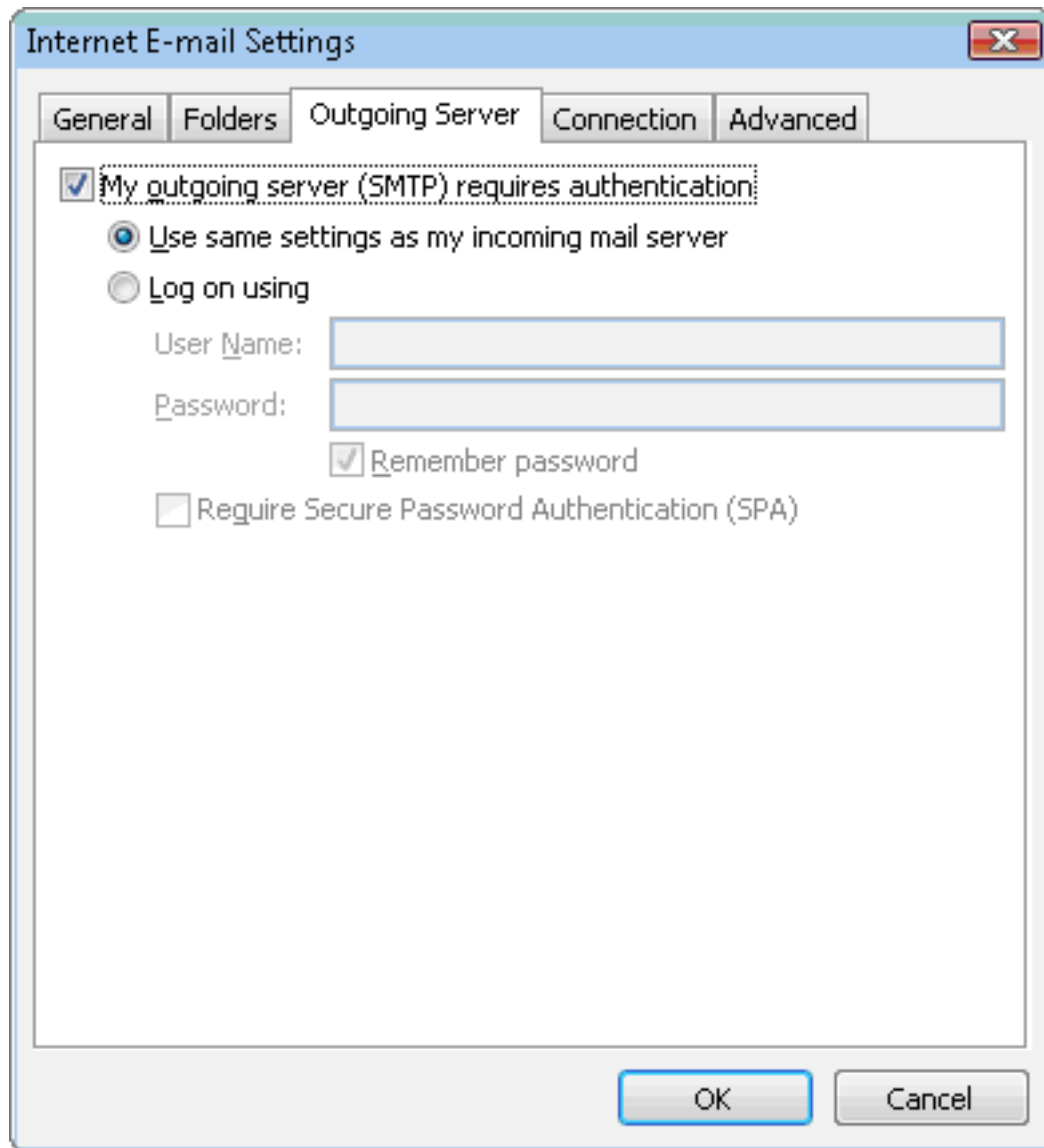 Internet E-mail Settings
General Folders Outgoing Server Connection Advanced
My outgoing server (SMTP) requires authentication
Use same settings as my incoming mail server
Log on using
User Name:
Password:
Remember password
Require Secure Password Authentication (SPA)
OK Cancel